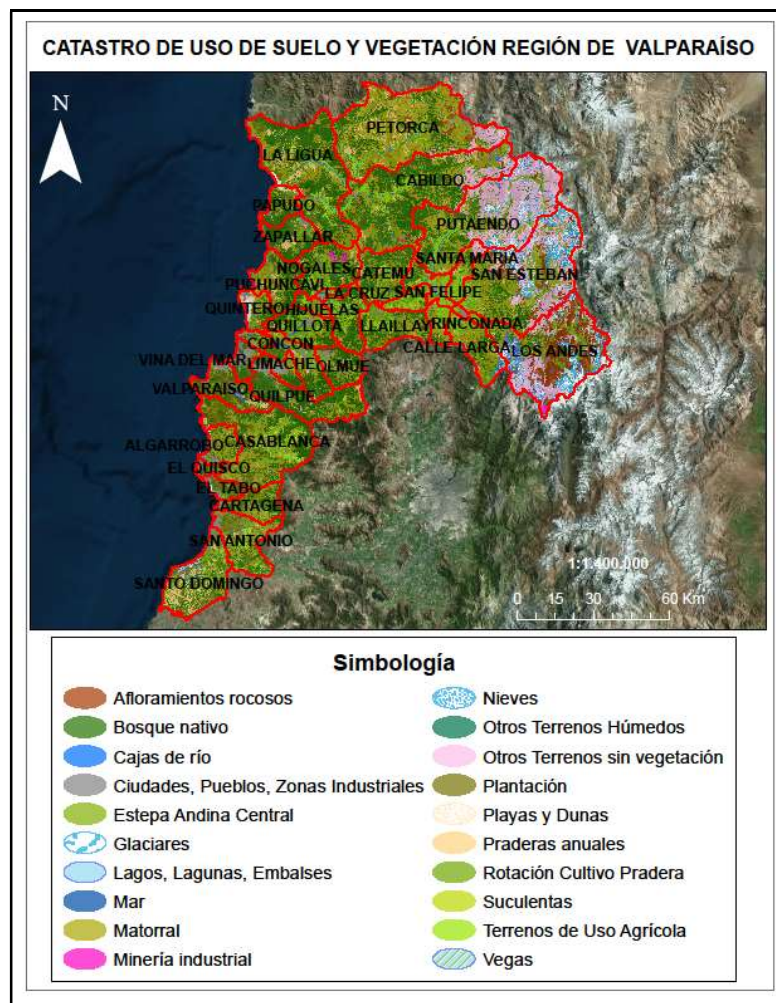 CATASTRO DE USO DE SUELO Y VEGETACIÓN REGIÓN DE VALPARAÍSO
N
PETORCA
LA LIGUA
CABILDO
PAPUDO
PUTAENDO
ZAPALLAR
SANTA MARIA
NOGALES
CATEMU
SAN ESTEBAN
PUCHUNCAVI
LA CRUZ
SAN FELIPE
QUINTERO
HIJUELAS
QUILLOTA
LLAILLAY
RINCONADA
CONCON
CALLE LARGA
LOS ANDES
VINA DEL MAR
LIMACHE
OLMUE
VALPARAISO
QUILPUE
ALGARROBO
CASABLANCA
EL QUISCO
EL TABO
CARTAGENA
SAN ANTONIO
1:1.400.000
SANTO DOMINGO
0 15 30 60 Km
Simbología
Afloramientos rocosos
Bosque nativo
Cajas de río
Ciudades, Pueblos, Zonas Industriales
Estepa Andina Central
Glaciares
Lagos, Lagunas, Embalses
Mar
Matorral
Minería industrial
Nieves
Otros Terrenos Húmedos
Otros Terrenos sin vegetación
Plantación
Playas y Dunas
Praderas anuales
Rotación Cultivo Pradera
Suculentas
Terrenos de Uso Agrícola
Vegas